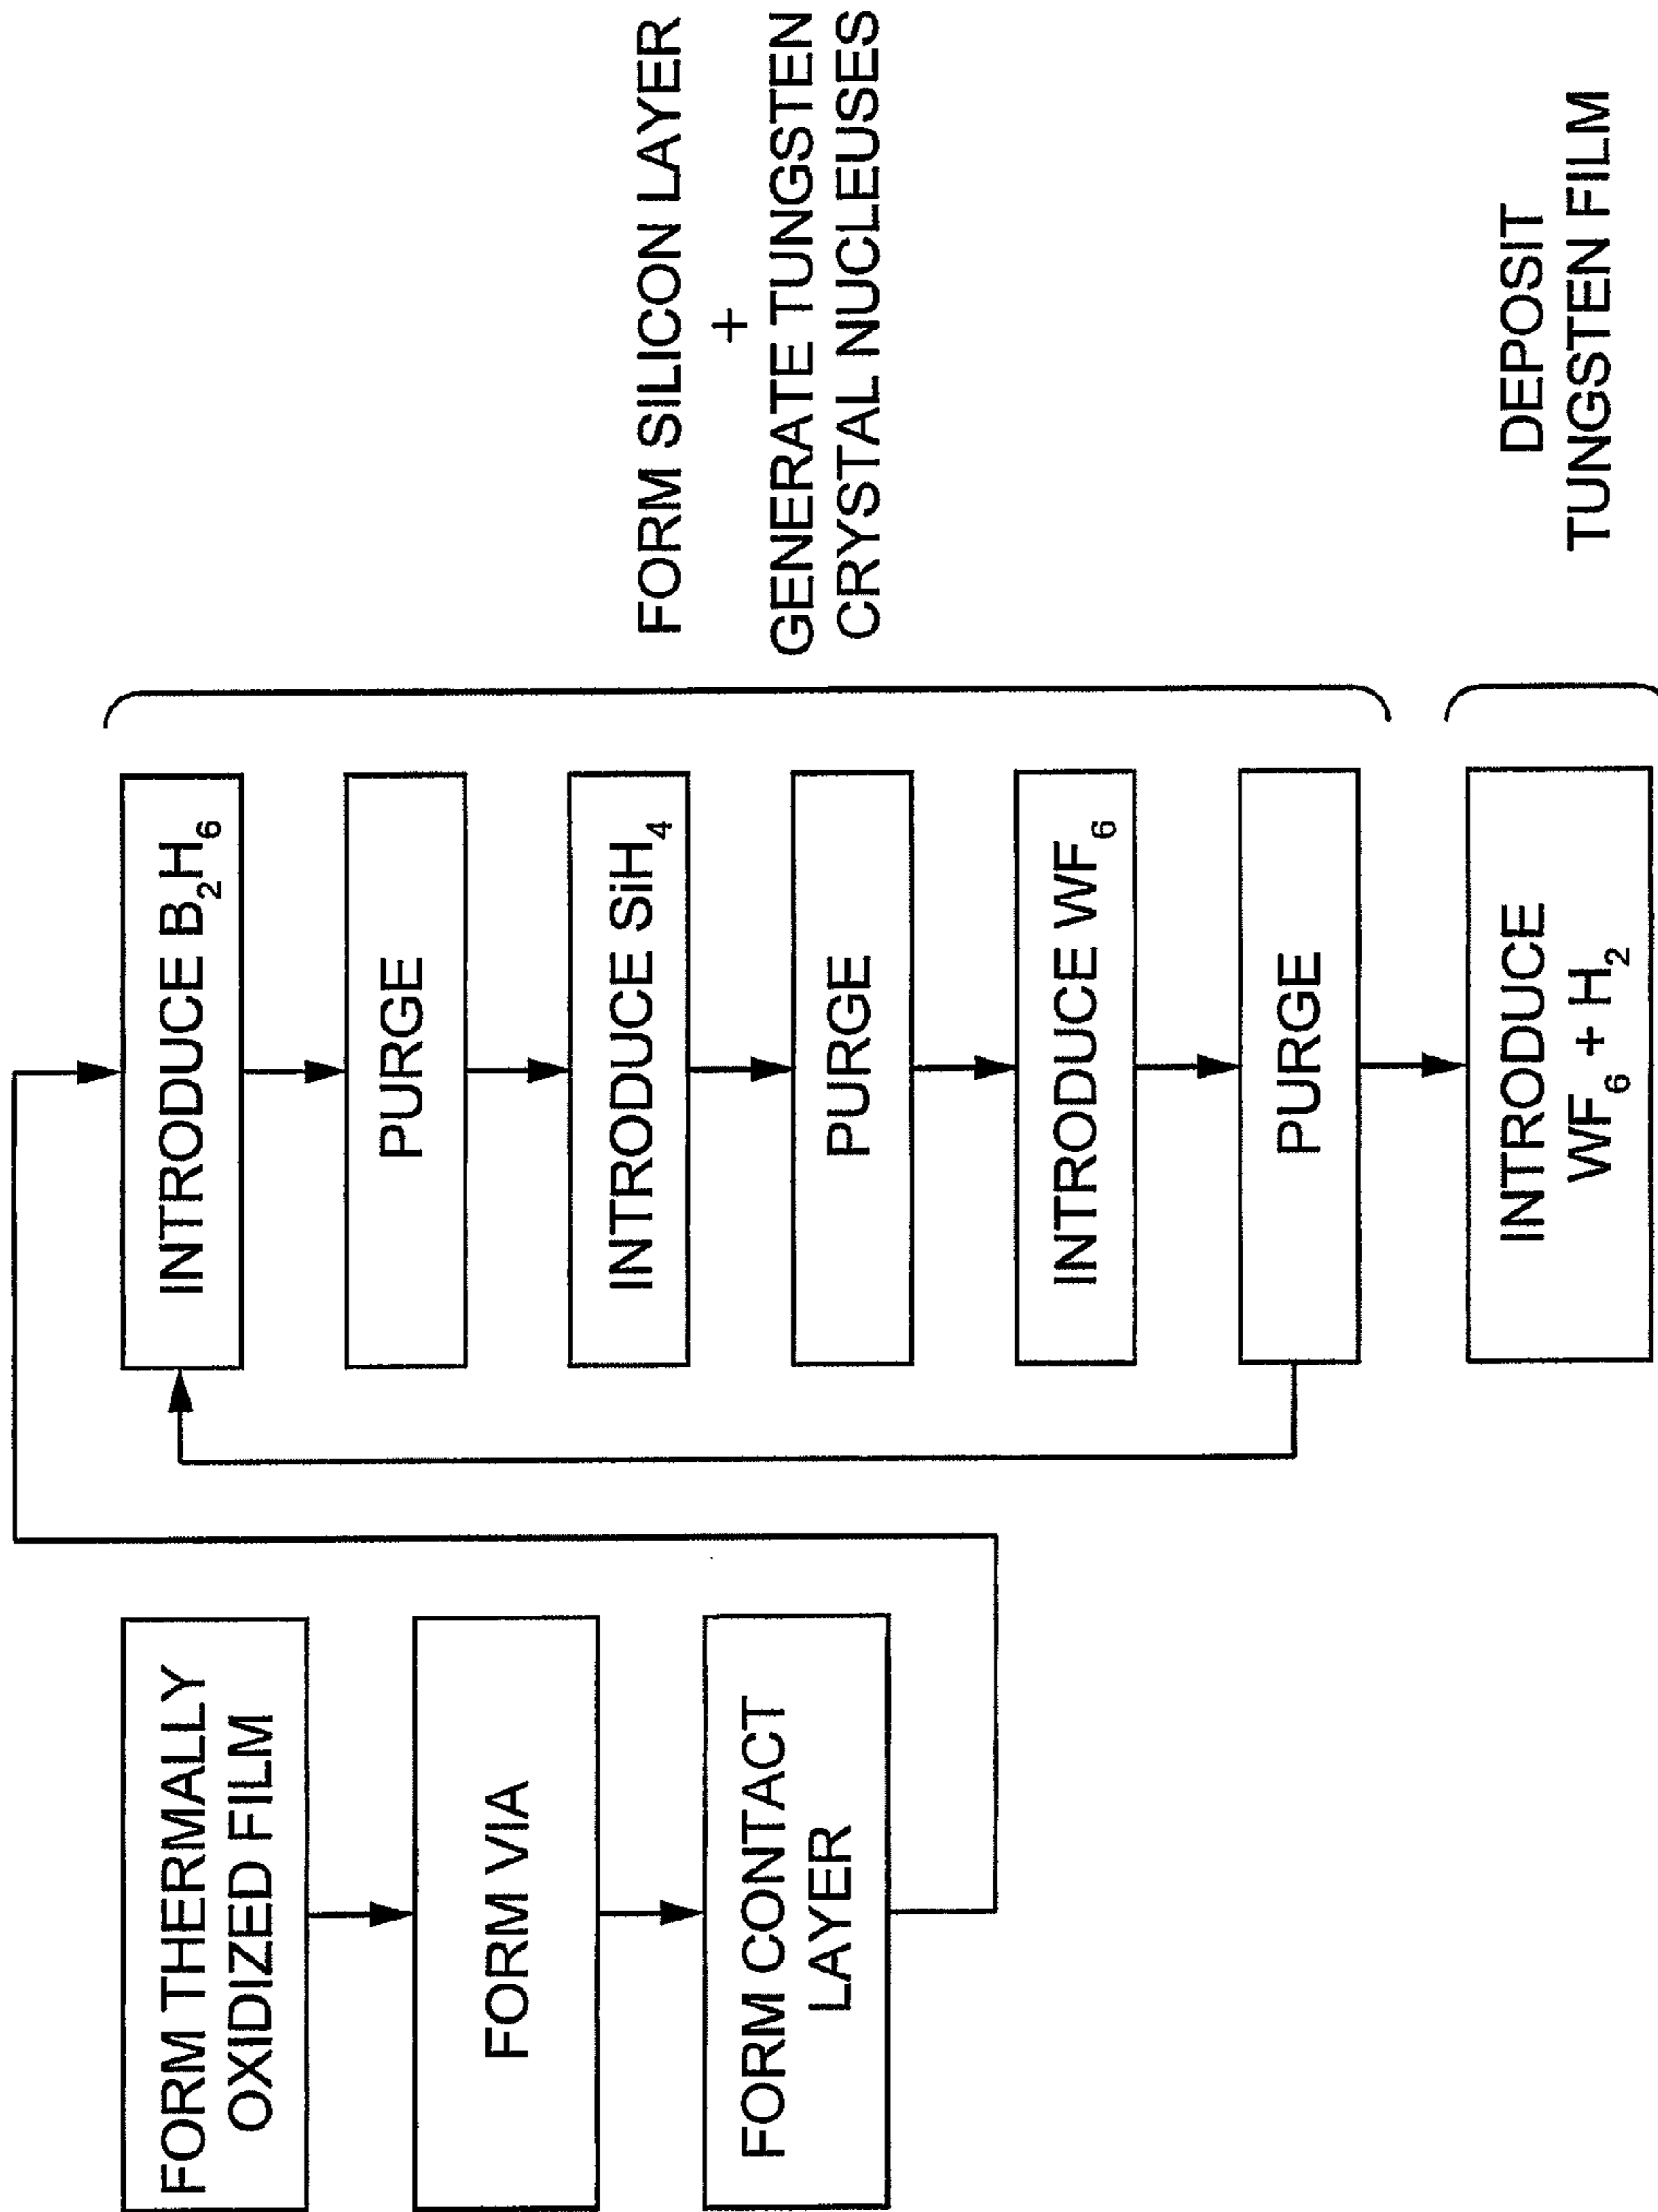 FORM THERMALLY
OXIDIZED FILM
FORM VIA
FORM CONTACT
LAYER
INTRODUCE B₂H₆
PURGE
INTRODUCE SiH₄
PURGE
INTRODUCE WF₆
PURGE
INTRODUCE
WF₆ + H₂
FORM SILICON LAYER
+
GENERATE TUNGSTEN
CRYSTAL NUCLEUSES
DEPOSIT
TUNGSTEN FILM